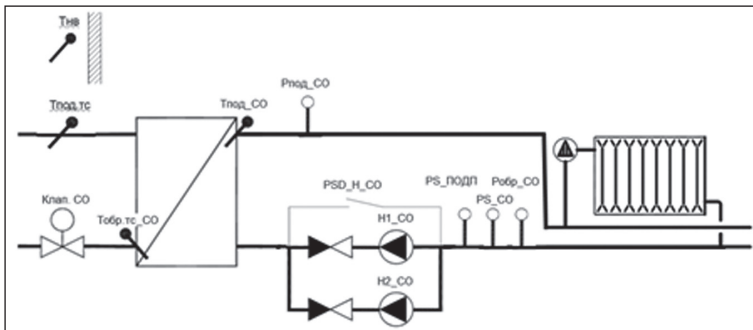 Тнв
Тпод.тс
Тпод_СО
Рпод_СО
Клап. СО
Тобр.тс_СО
PSD_Н_СО
Н1_СО
Н2_СО
PS_ПОДП
PS_СО
Робр_СО